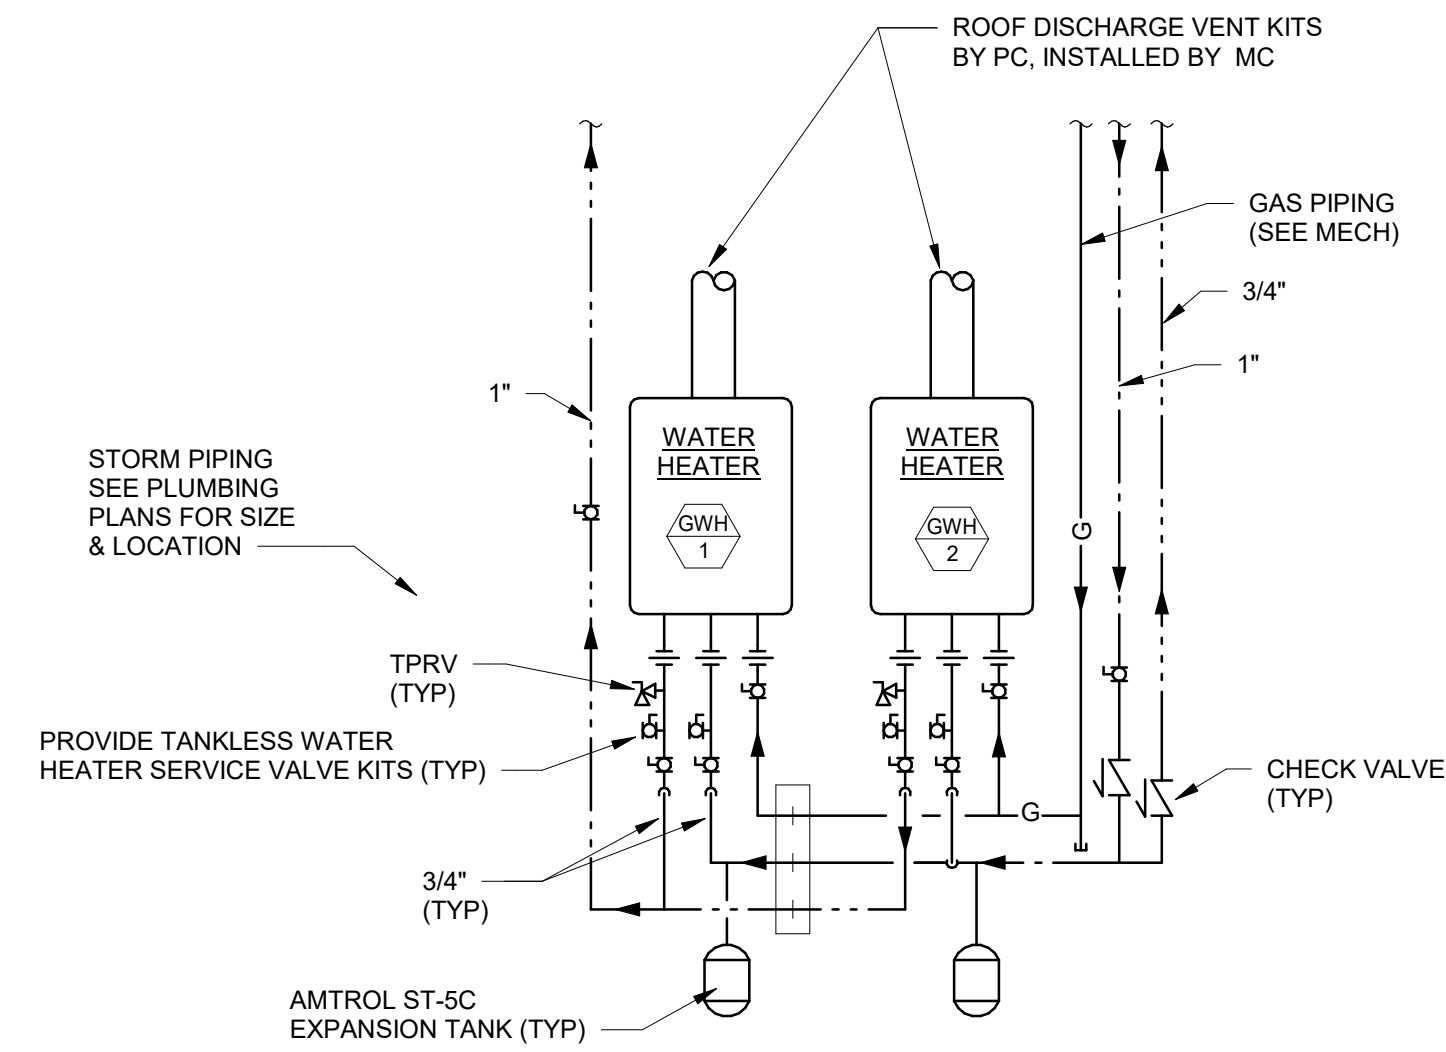 ROOF DISCHARGE VENT KITS
BY PC, INSTALLED BY MC
GAS PIPING
(SEE MECH)
3/4"
1"
1"
WATER
HEATER
GWH
1
WATER
HEATER
GWH
2
STORM PIPING
SEE PLUMBING
PLANS FOR SIZE
& LOCATION
G
TPRV
(TYP)
PROVIDE TANKLESS WATER
HEATER SERVICE VALVE KITS (TYP)
CHECK VALVE
(TYP)
G
3/4"
(TYP)
AMTROL ST-5C
EXPANSION TANK (TYP)